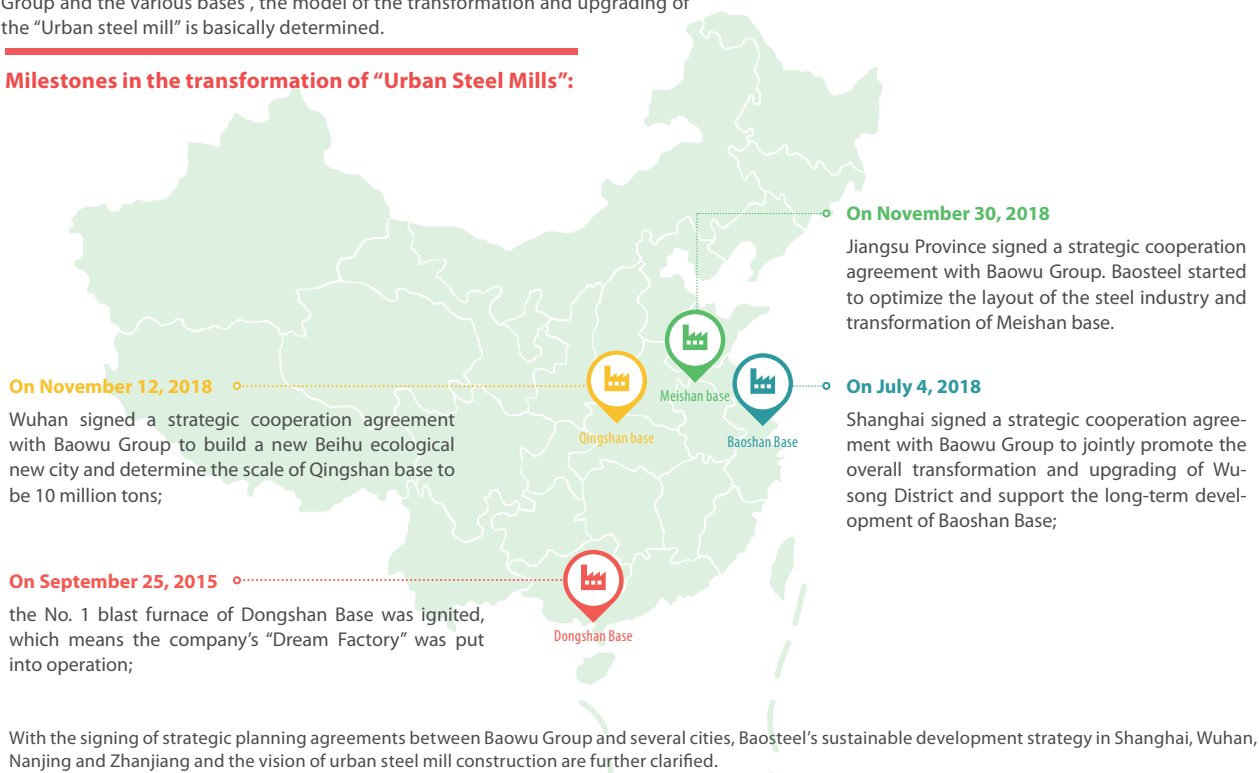 Group and the various bases , the model of the transformation and upgrading of
the “Urban steel mill” is basically determined.
Milestones in the transformation of “Urban Steel Mills”:
On November 30, 2018
Jiangsu Province signed a strategic cooperation
agreement with Baowu Group. Baosteel started
to optimize the layout of the steel industry and
transformation of Meishan base.
On November 12, 2018
Wuhan signed a strategic cooperation agreement
with Baowu Group to build a new Beihu ecological
new city and determine the scale of Qingshan base to
be 10 million tons;
Meishan base
Qingshan base
Baoshan Base
On July 4, 2018
Shanghai signed a strategic cooperation agree-
ment with Baowu Group to jointly promote the
overall transformation and upgrading of Wu-
song District and support the long-term devel-
opment of Baoshan Base;
On September 25, 2015
the No. 1 blast furnace of Dongshan Base was ignited,
which means the company’s “Dream Factory” was put
into operation;
Dongshan Base
With the signing of strategic planning agreements between Baowu Group and several cities, Baosteel’s sustainable development strategy in Shanghai, Wuhan,
Nanjing and Zhanjiang and the vision of urban steel mill construction are further clarified.